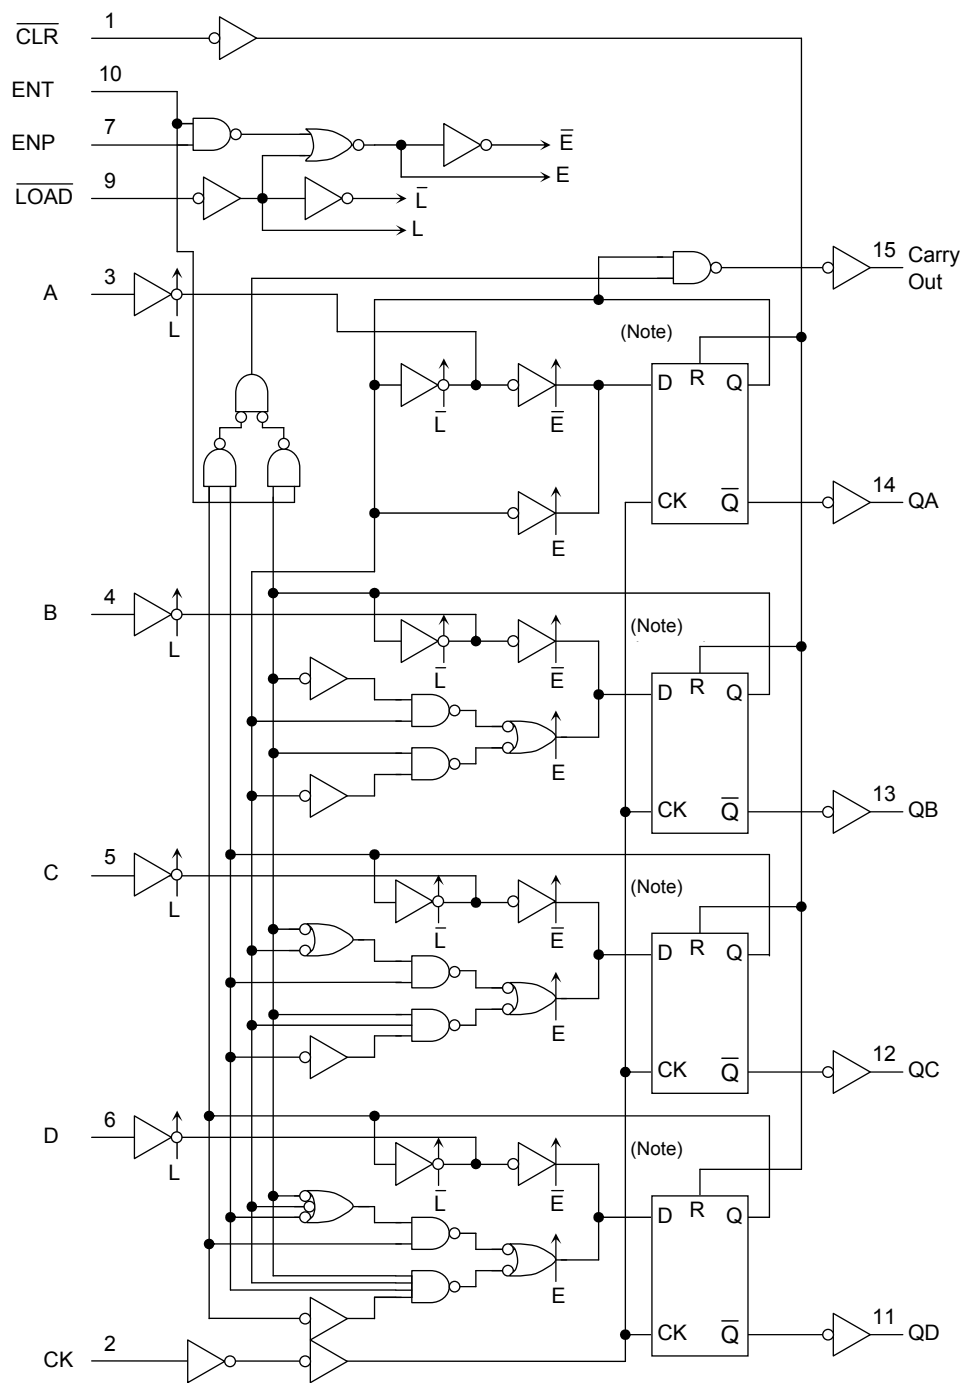 CLR 1
ENT 10
ENP 7
E̅
E
LOAD 9
L̅
L
15 Carry
Out
A 3
L
(Note)
D R Q
L̅
E̅
CK Q̅
14 QA
E
B 4
L
(Note)
L̅
E̅
D R Q
E
CK Q̅
13 QB
C 5
L
(Note)
L̅
E̅
D R Q
E
CK Q̅
12 QC
D 6
L
(Note)
L̅
E̅
D R Q
E
CK Q̅
11 QD
CK 2